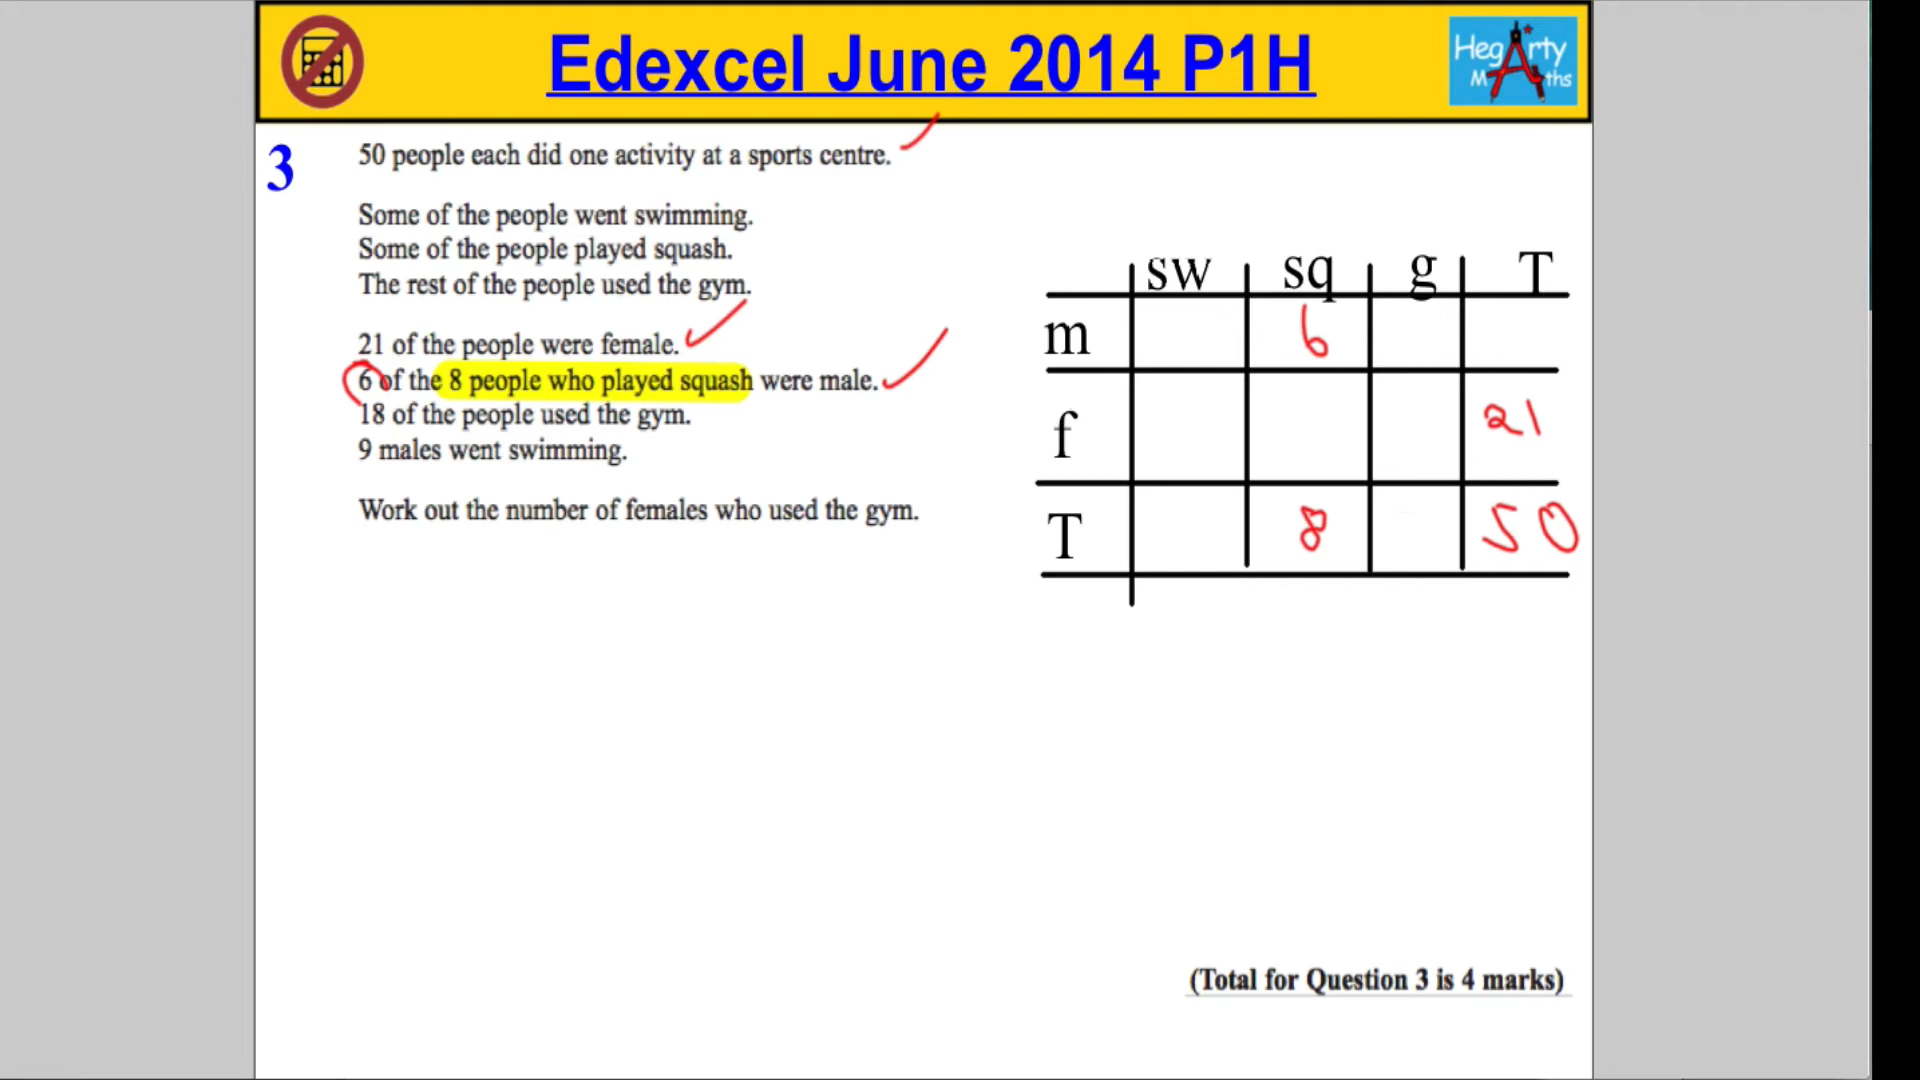 Edexcel June 2014 P1H
Hegarty
Maths
3
50 people each did one activity at a sports centre.
Some of the people went swimming.
Some of the people played squash.
The rest of the people used the gym.
21 of the people were female.
6 of the 8 people who played squash were male.
18 of the people used the gym.
9 males went swimming.
Work out the number of females who used the gym.
sw sq g T
m 6
f 21
T 8 50
(Total for Question 3 is 4 marks)